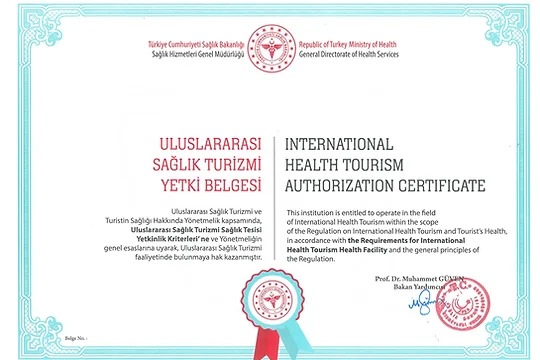 Türkiye Cumhuriyeti Sağlık Bakanlığı
Sağlık Hizmetleri Genel Müdürlüğü
Republic of Turkey Ministry of Health
General Directorate of Health Services
ULUSLARARASI
SAĞLIK TURİZMİ
YETKİ BELGESİ
INTERNATIONAL
HEALTH TOURISM
AUTHORIZATION CERTIFICATE
Uluslararası Sağlık Turizmi ve
Turistin Sağlığı Hakkında Yönetmelik kapsamında,
Uluslararası Sağlık Turizmi Sağlık Tesisi
Yetkinlik Kriterleri'ne ve Yönetmeliğin
genel esaslarına uyarak, Uluslararası Sağlık Turizmi
faaliyetinde bulunmaya hak kazanmıştır.
This institution is entitled to operate in the field
of International Health Tourism within the scope
of the Regulation on International Health Tourism and Tourist's Health,
in accordance with the Requirements for International
Health Tourism Health Facility and the general principles of
the Regulation.
Prof. Dr. Muhammet GÜVEN
Bakan Yardımcısı
Belge No. :